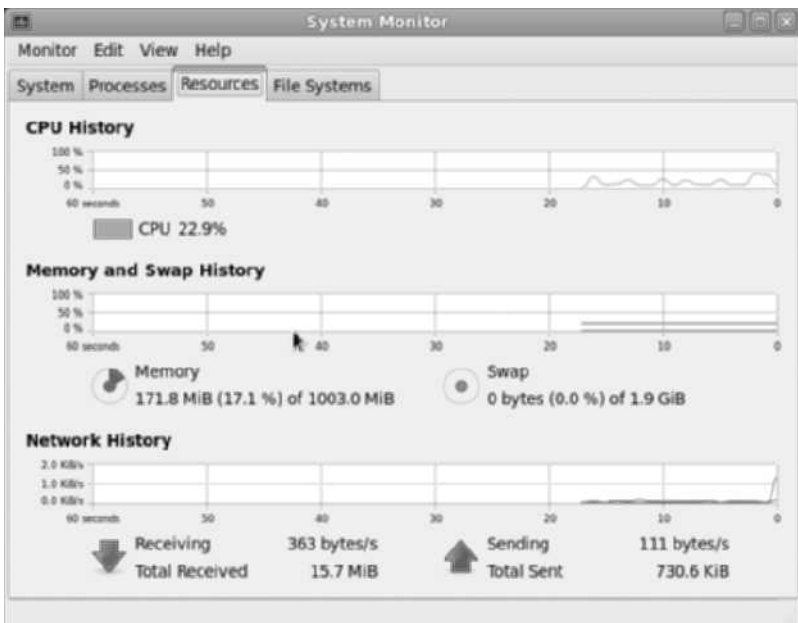 System Monitor
Monitor Edit View Help
System Processes Resources File Systems
CPU History
100 %
50 %
0 %
60 seconds 50 40 30 20 10 0
CPU 22.9%
Memory and Swap History
100 %
50 %
0 %
60 seconds 50 40 30 20 10 0
Memory
171.8 MiB (17.1 %) of 1003.0 MiB
Swap
0 bytes (0.0 %) of 1.9 GiB
Network History
2.0 KiB/s
1.0 KiB/s
0.0 KiB/s
60 seconds 50 40 30 20 10 0
Receiving 363 bytes/s
Total Received 15.7 MiB
Sending 111 bytes/s
Total Sent 730.6 KiB